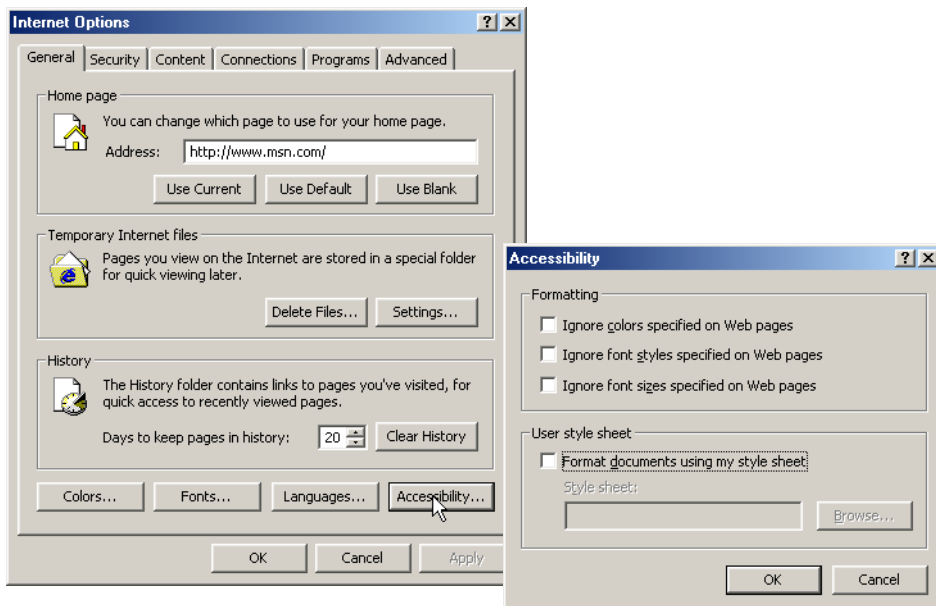 Internet Options
General Security Content Connections Programs Advanced
Home page
You can change which page to use for your home page.
Address: http://www.msn.com/
Use Current Use Default Use Blank
Temporary Internet files
Pages you view on the Internet are stored in a special folder
for quick viewing later.
Delete Files... Settings...
History
The History folder contains links to pages you've visited, for
quick access to recently viewed pages.
Days to keep pages in history: 20 Clear History
Colors... Fonts... Languages... Accessibility...
OK Cancel Apply
Accessibility
Formatting
Ignore colors specified on Web pages
Ignore font styles specified on Web pages
Ignore font sizes specified on Web pages
User style sheet
Format documents using my style sheet
Style sheet:
Browse...
OK Cancel